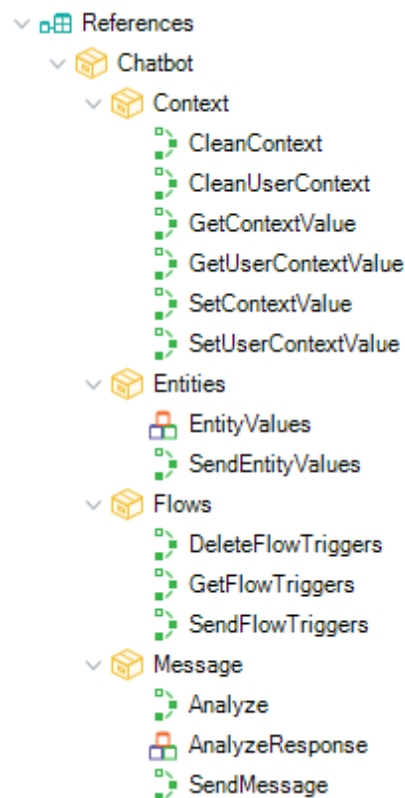 References
Chatbot
Context
CleanContext
CleanUserContext
GetContextValue
GetUserContextValue
SetContextValue
SetUserContextValue
Entities
EntityValues
SendEntityValues
Flows
DeleteFlowTriggers
GetFlowTriggers
SendFlowTriggers
Message
Analyze
AnalyzeResponse
SendMessage